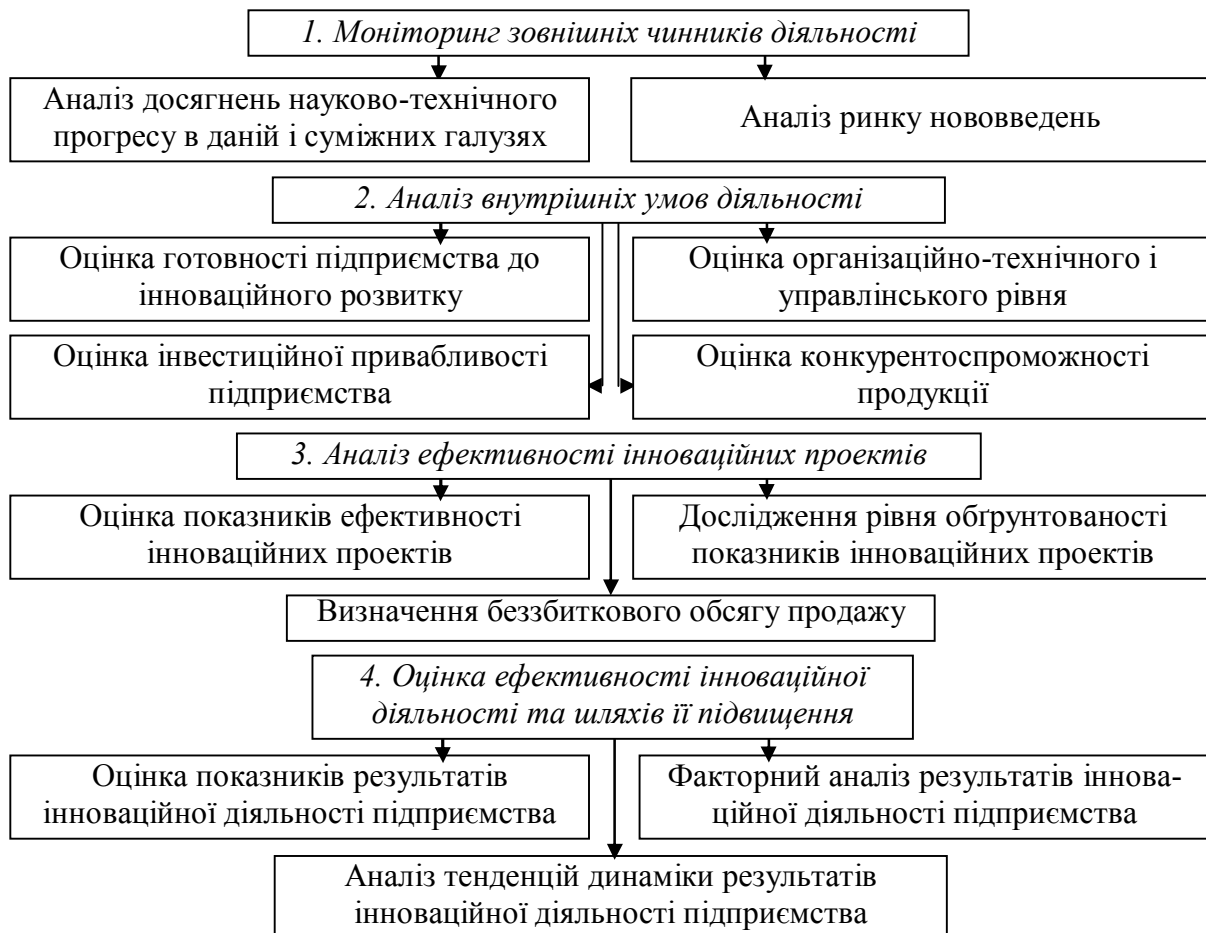 1. Моніторинг зовнішніх чинників діяльності
Аналіз досягнень науково-технічного
прогресу в даній і суміжних галузях
Аналіз ринку нововведень
2. Аналіз внутрішніх умов діяльності
Оцінка готовності підприємства до
інноваційного розвитку
Оцінка організаційно-технічного і
управлінського рівня
Оцінка інвестиційної привабливості
підприємства
Оцінка конкурентоспроможності
продукції
3. Аналіз ефективності інноваційних проектів
Оцінка показників ефективності
інноваційних проектів
Дослідження рівня обґрунтованості
показників інноваційних проектів
Визначення беззбиткового обсягу продажу
4. Оцінка ефективності інноваційної
діяльності та шляхів її підвищення
Оцінка показників результатів
інноваційної діяльності підприємства
Факторний аналіз результатів іннова-
ційної діяльності підприємства
Аналіз тенденцій динаміки результатів
інноваційної діяльності підприємства